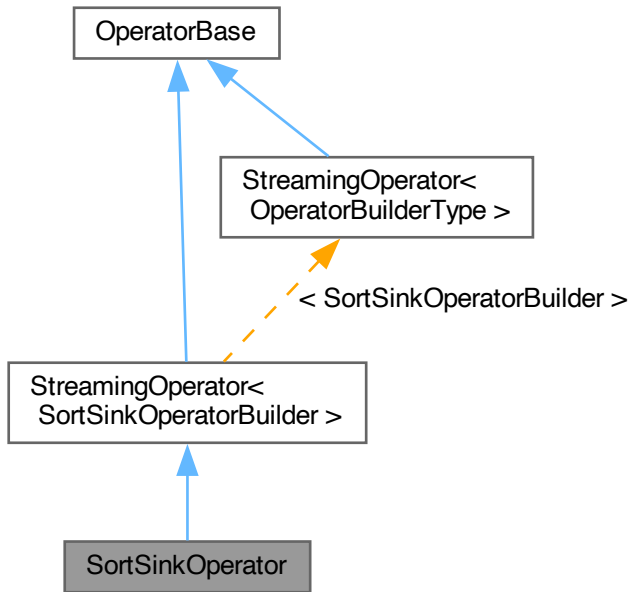 OperatorBase
StreamingOperator<
OperatorBuilderType >
< SortSinkOperatorBuilder >
StreamingOperator<
SortSinkOperatorBuilder >
SortSinkOperator